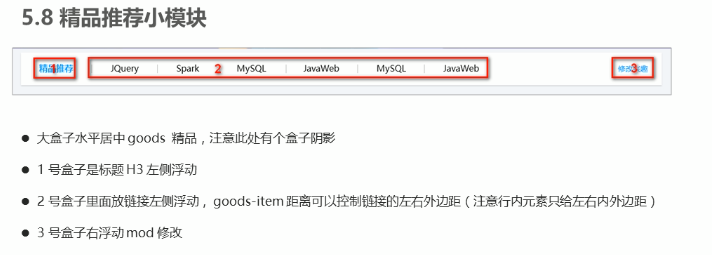 5.8 精品推荐小模块
精品推荐 1 JQuery Spark 2 MySQL JavaWeb MySQL JavaWeb 3
● 大盒子水平居中 goods 精品，注意此处有个盒子阴影
● 1 号盒子是标题 H3 左侧浮动
● 2 号盒子里面放链接左侧浮动，goods-item 距离可以控制链接的左右外边距（注意行内元素只给左右内外边距）
● 3 号盒子右浮动 mod 修改